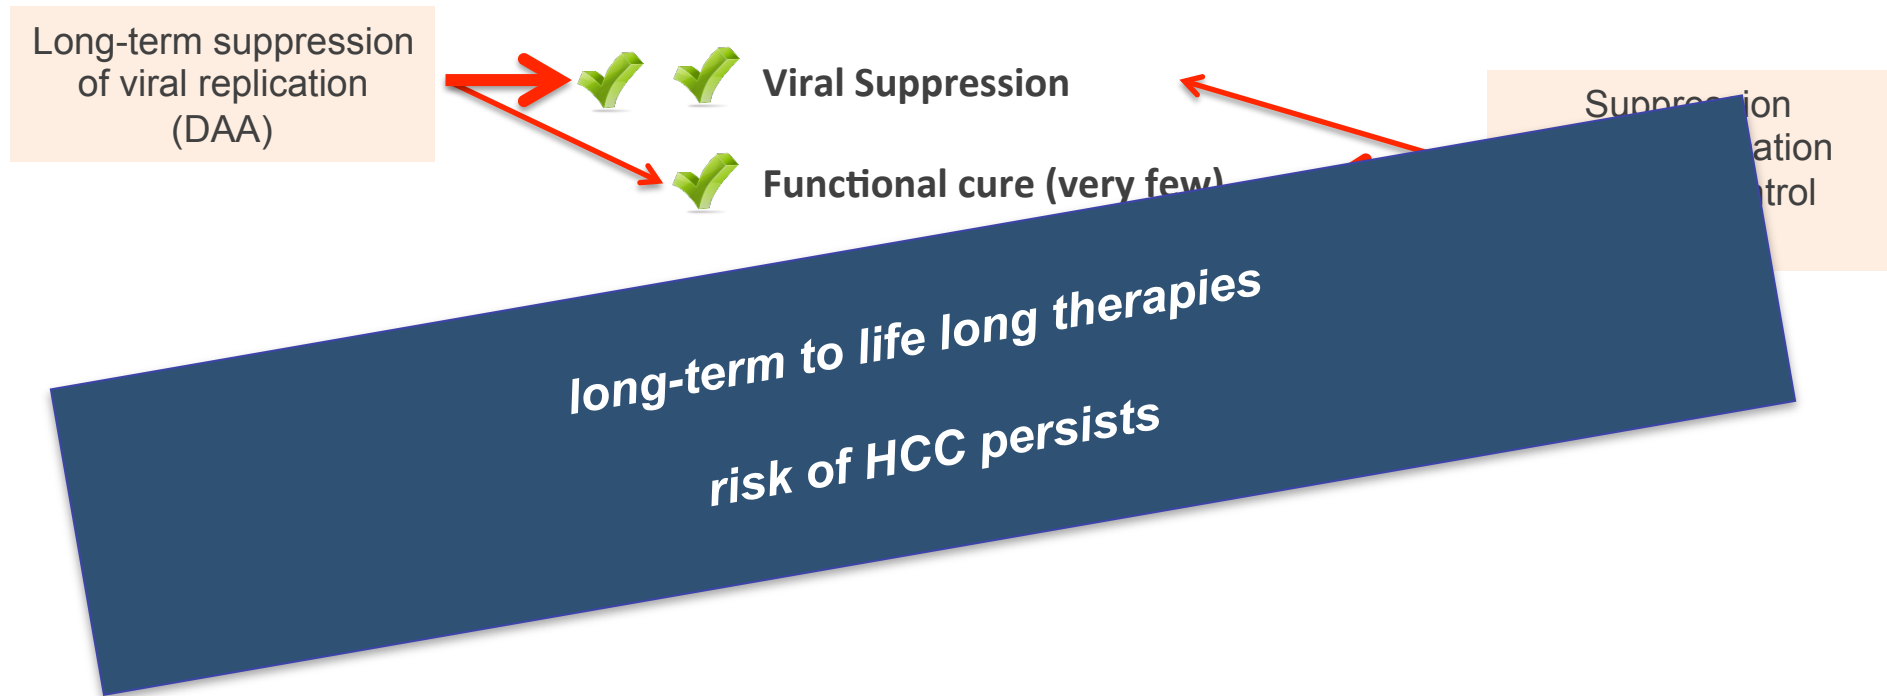 Long-term suppression
of viral replication
(DAA)
Viral Suppression
Functional cure (very few)
long-term to life long therapies
risk of HCC persists